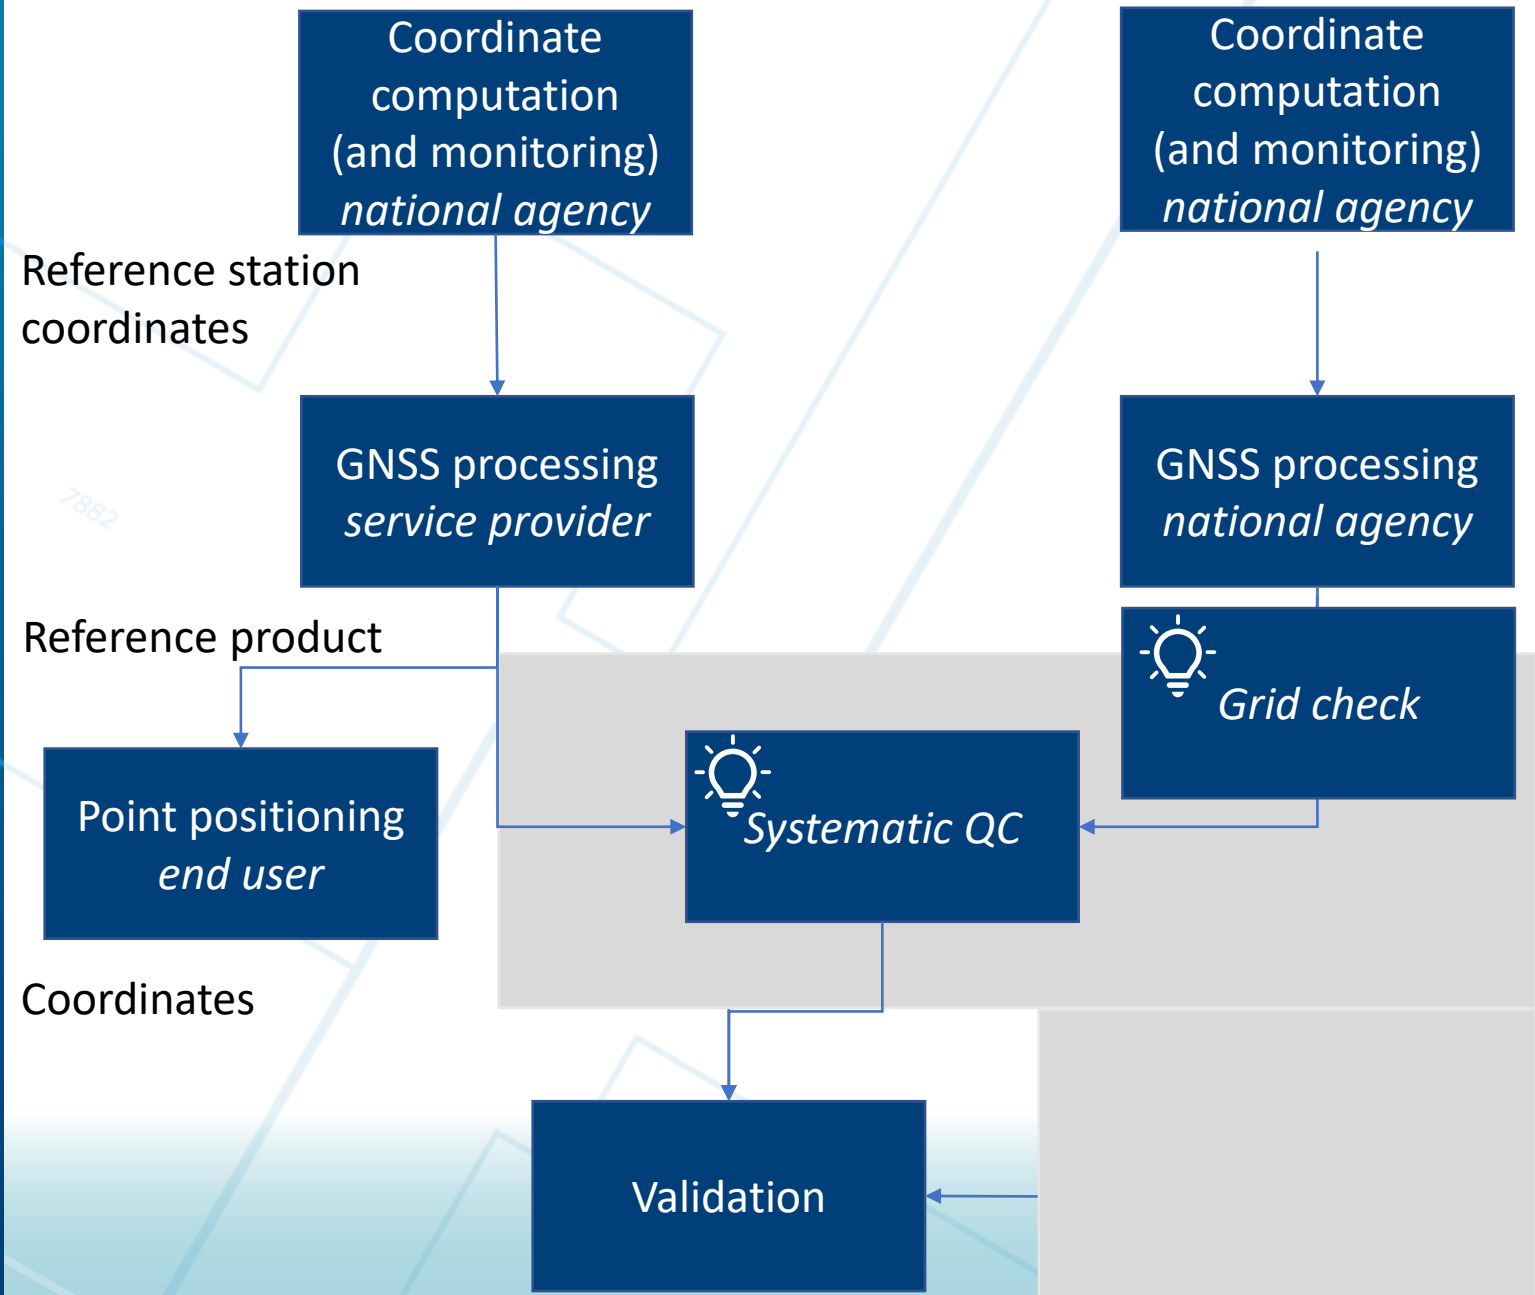 Coordinate
computation
(and monitoring)
national agency
Coordinate
computation
(and monitoring)
national agency
Reference station
coordinates
GNSS processing
service provider
GNSS processing
national agency
7882
Reference product
Grid check
Point positioning
end user
Systematic QC
Coordinates
Validation